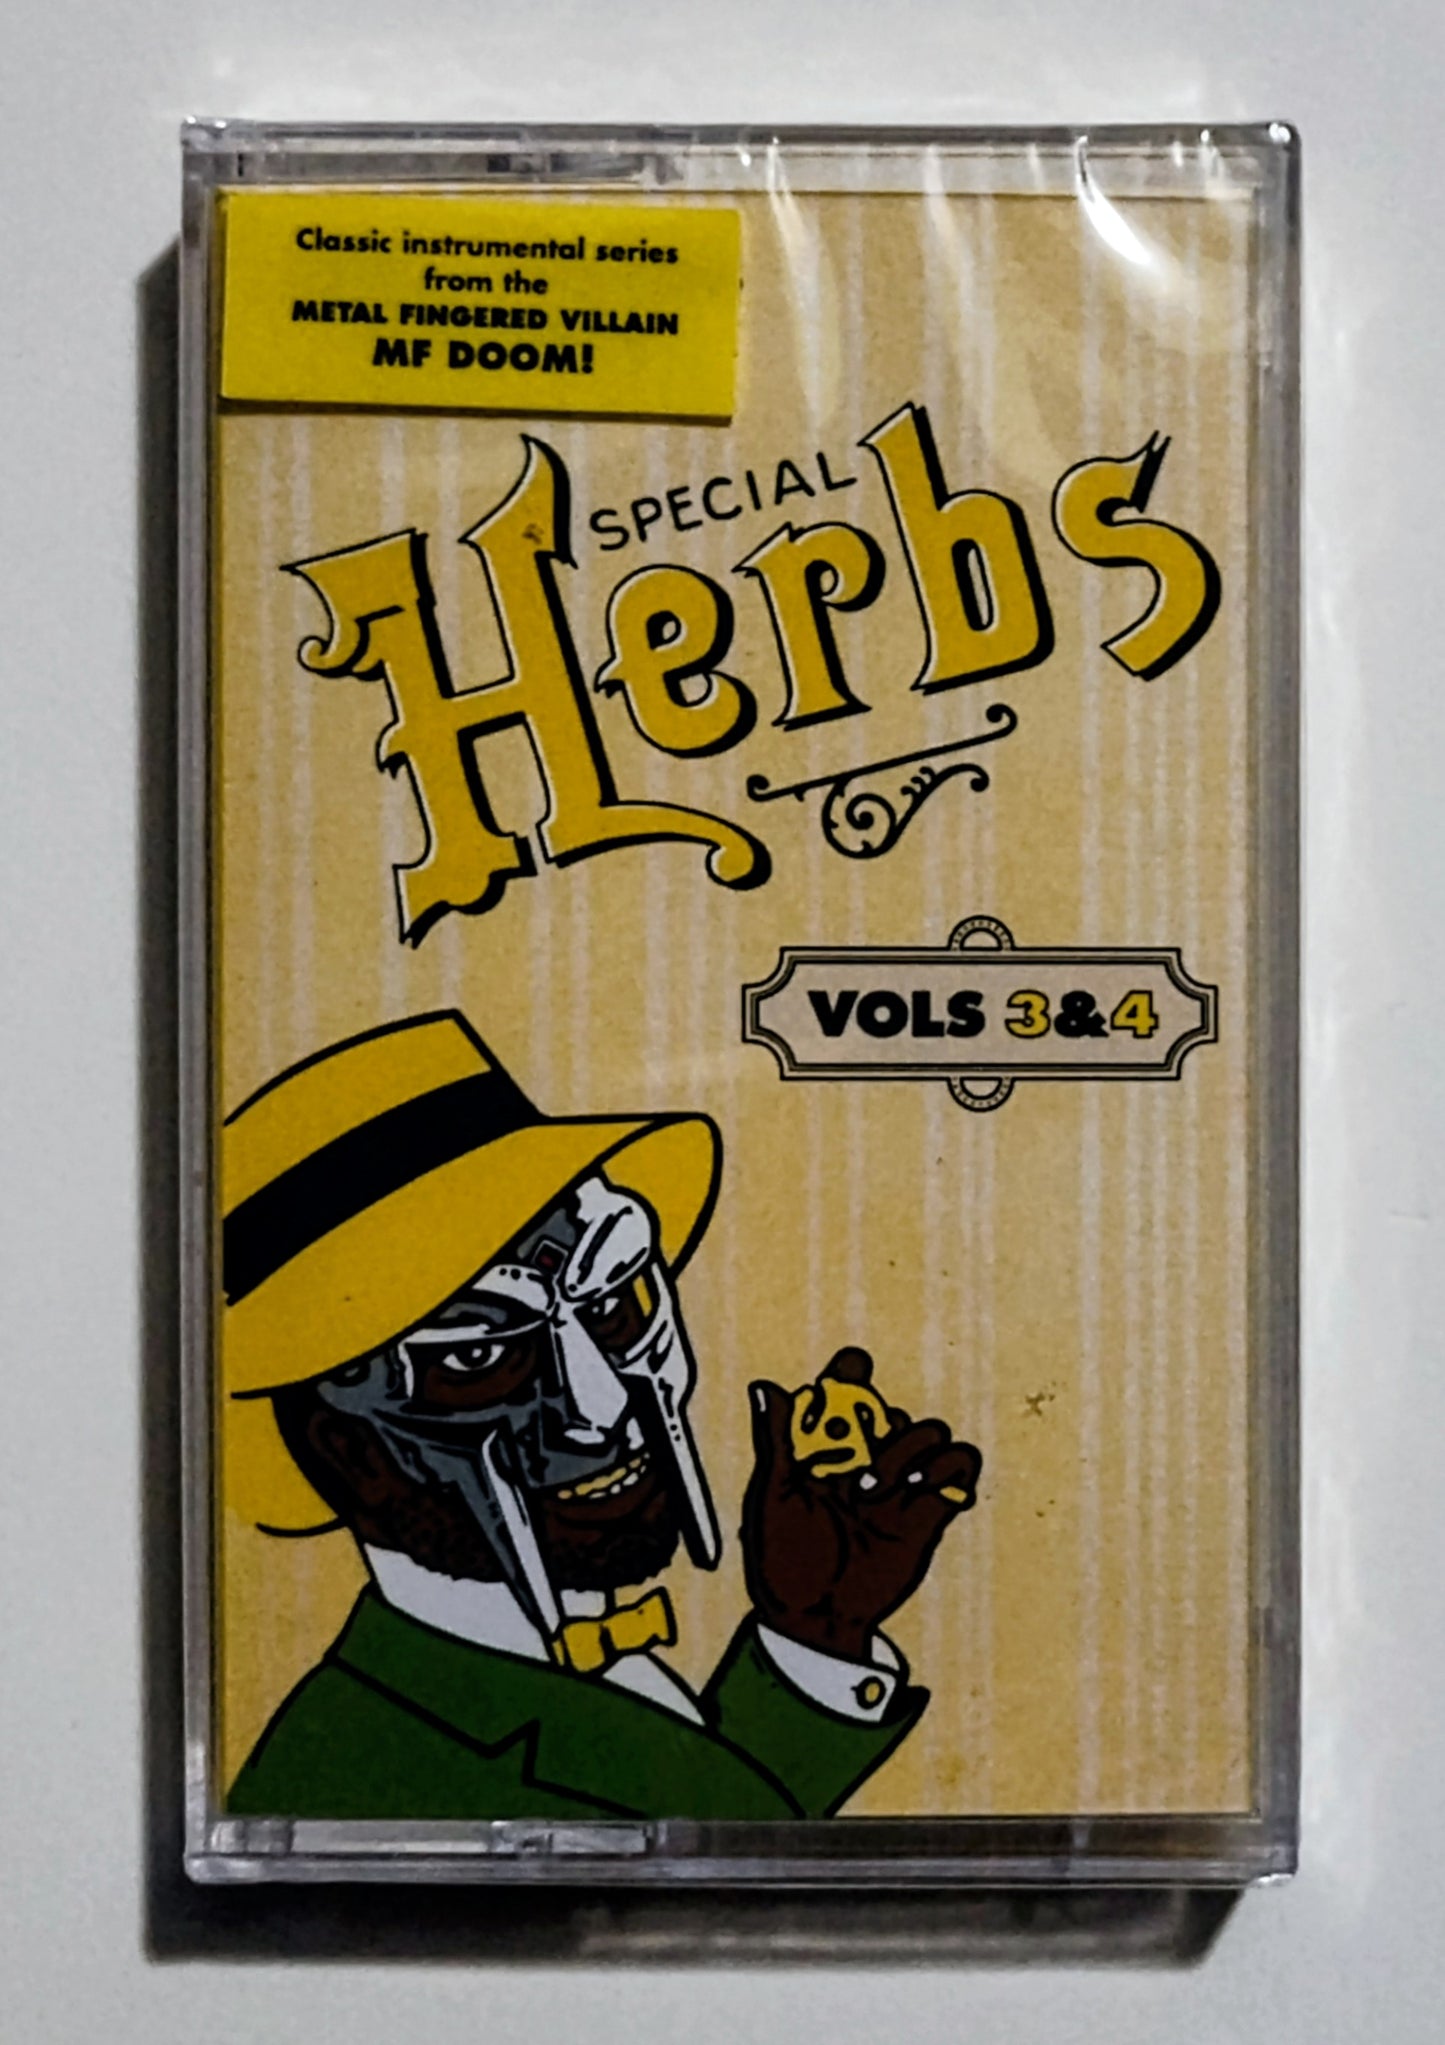 Classic instrumental series
from the
METAL FINGERED VILLAIN
MF DOOM!
SPECIAL
Herbs
VOLS 3&4